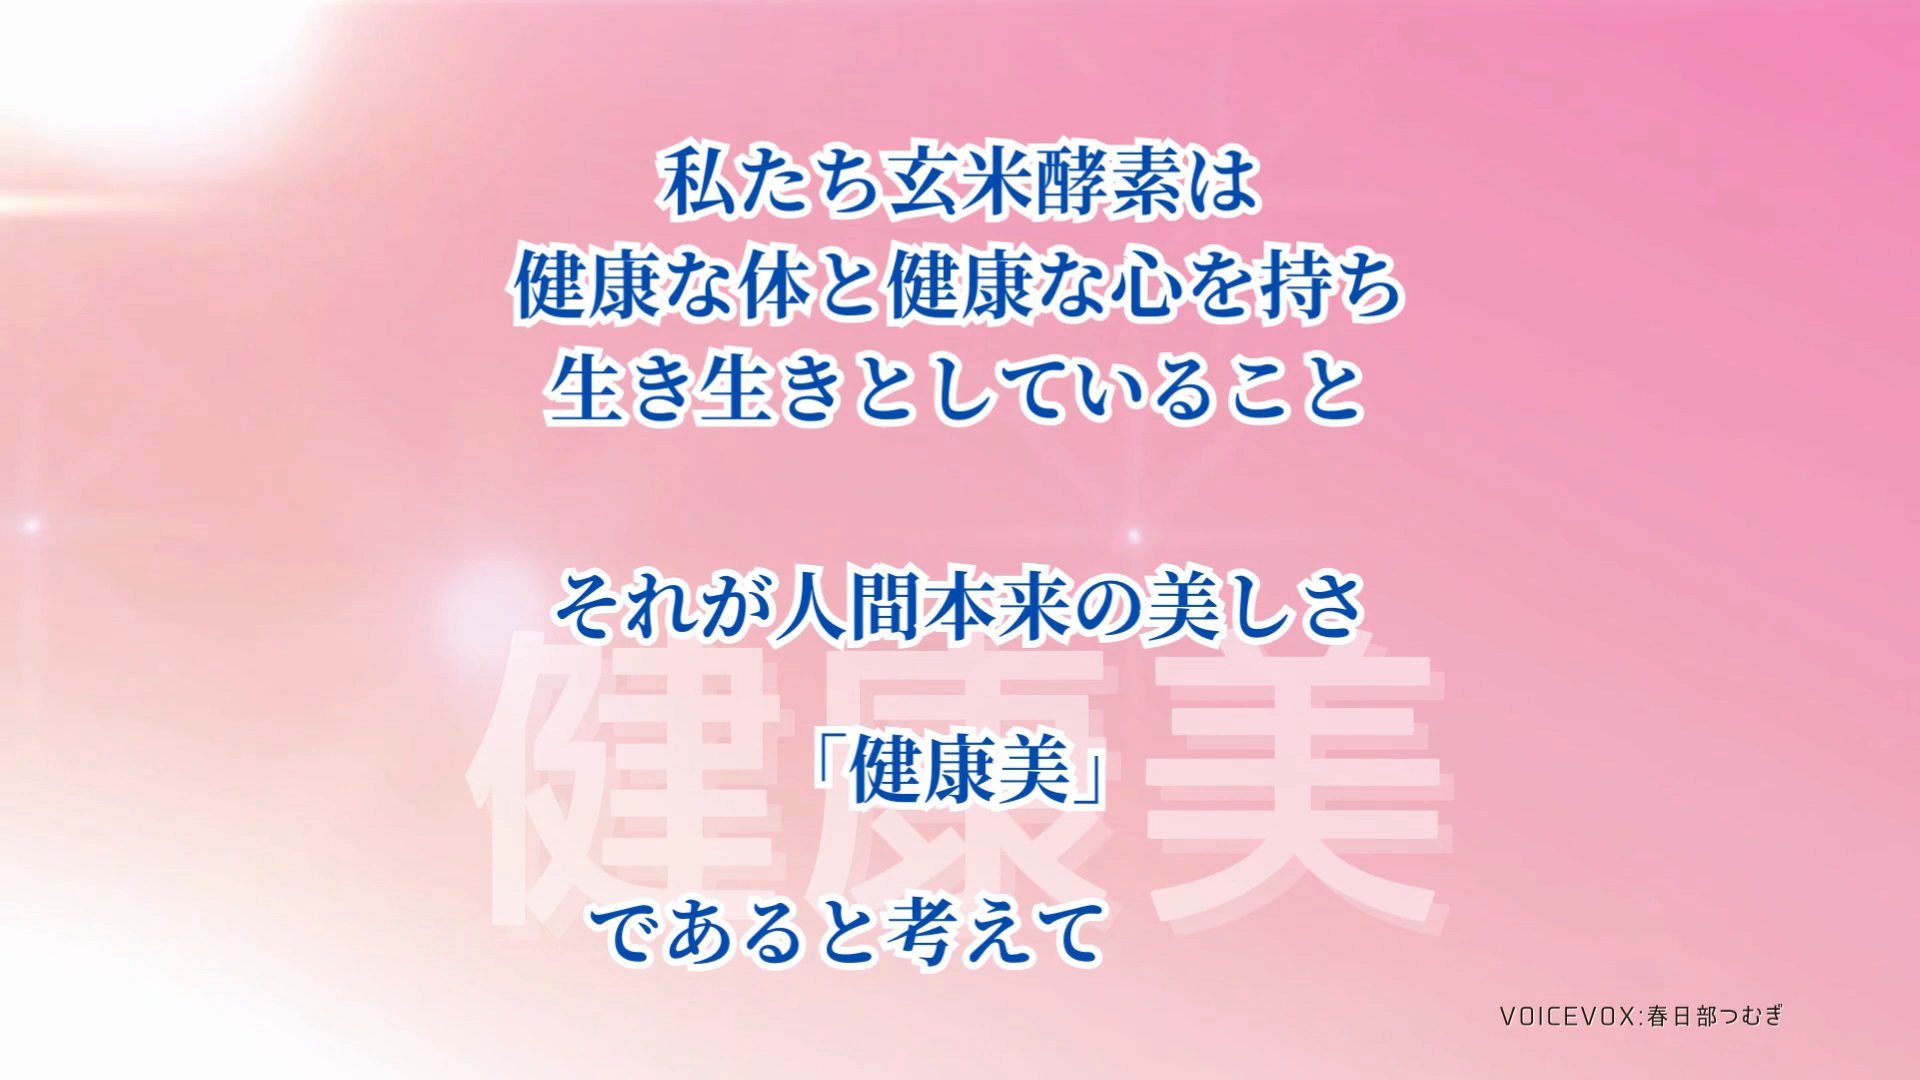 私たち玄米酵素は
健康な体と健康な心を持ち
生き生きとしていること
それが人間本来の美しさ
健康美
「健康美」
であると考えて
VOICEVOX:春日部つむぎ